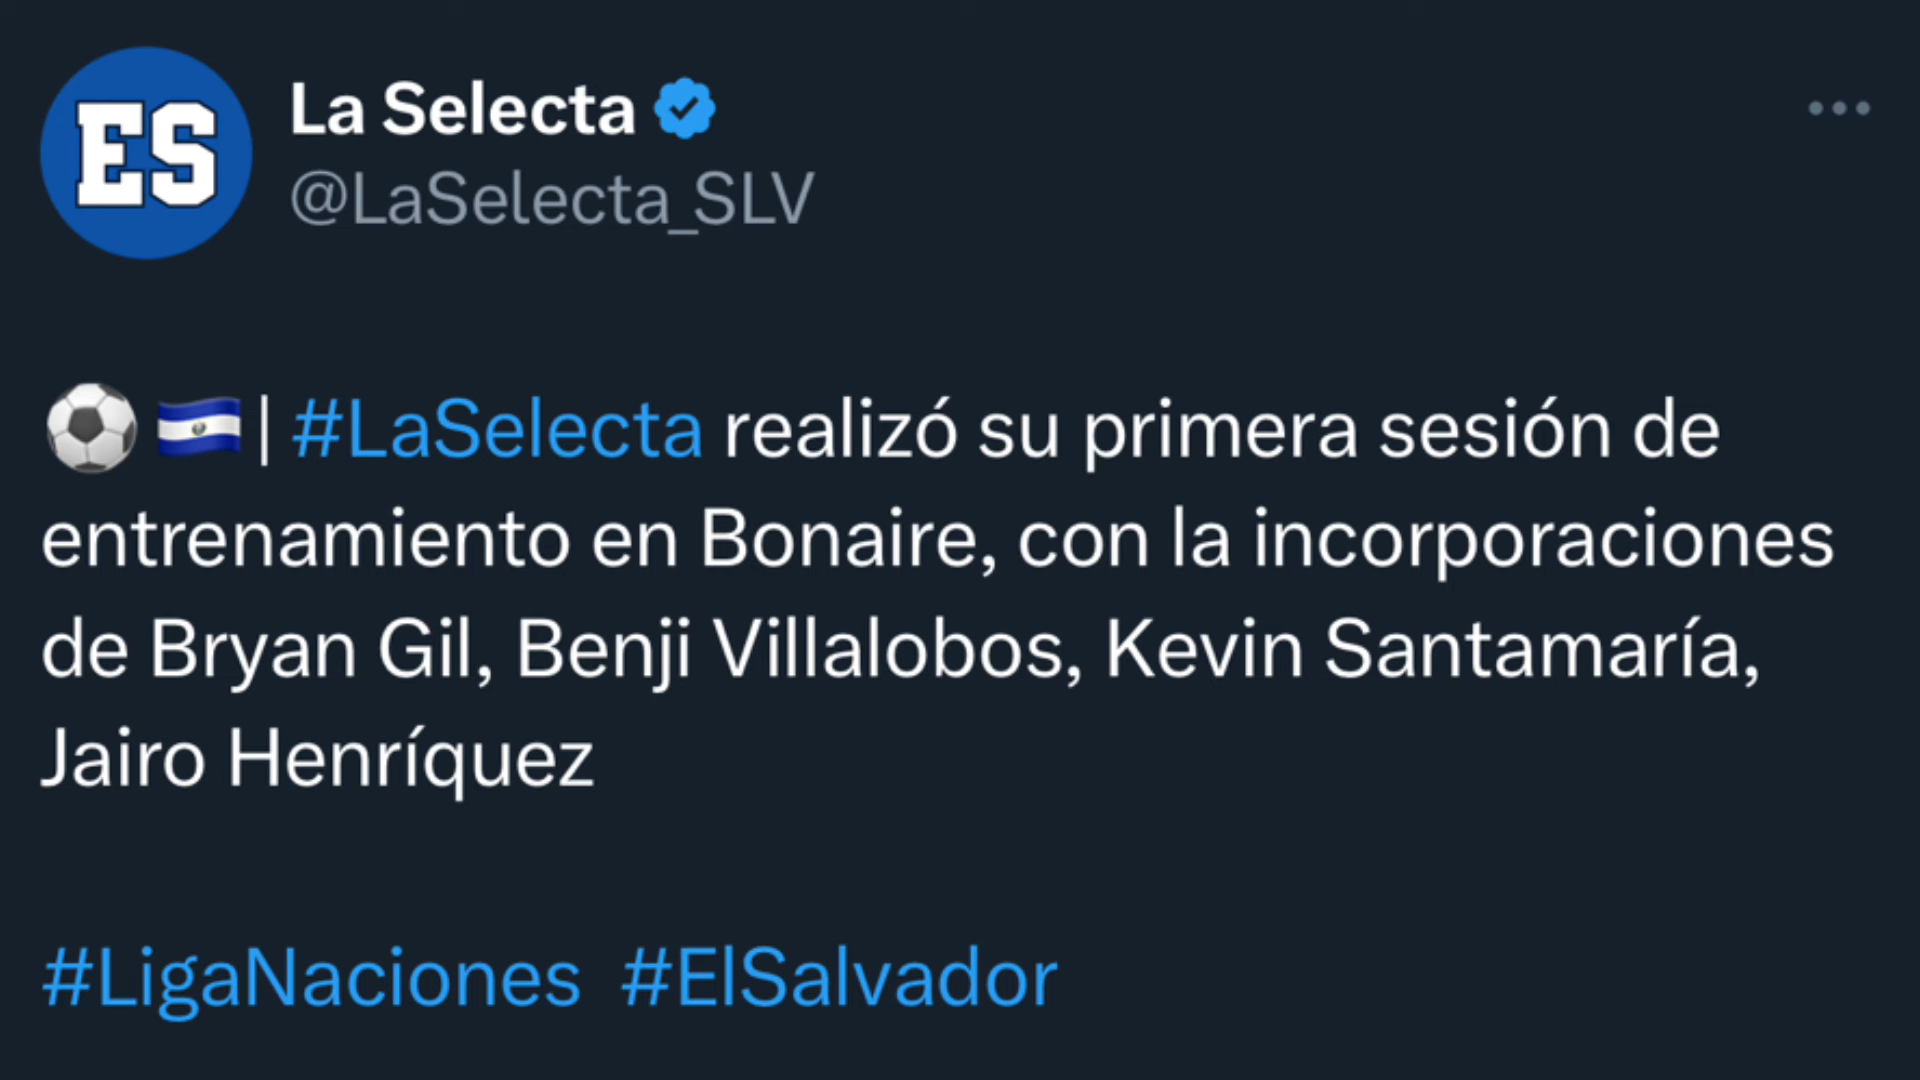 ES
La Selecta
@LaSelecta_SLV
| #LaSelecta realizó su primera sesión de
entrenamiento en Bonaire, con la incorporaciones
de Bryan Gil, Benji Villalobos, Kevin Santamaría,
Jairo Henríquez
#LigaNaciones #ElSalvador